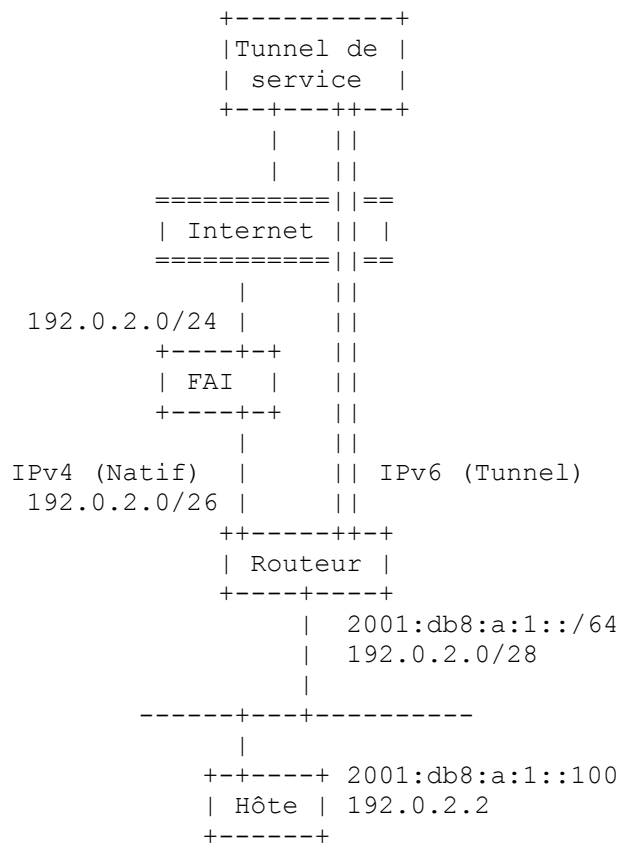 +----------+
|Tunnel de |
| service  |
+--+---++--+
|   ||
|   ||
===========||==
| Internet || |
===========||==
|     ||
192.0.2.0/24 |     ||
+----+-+   ||
| FAI  |   ||
+----+-+   ||
|     ||
IPv4 (Natif)  |     || IPv6 (Tunnel)
192.0.2.0/26 |     ||
++-----++-+
| Routeur |
+----+----+
|  2001:db8:a:1::/64
|  192.0.2.0/28
|
------+---+----------
|
+-+----+ 2001:db8:a:1::100
| Hôte | 192.0.2.2
+------+